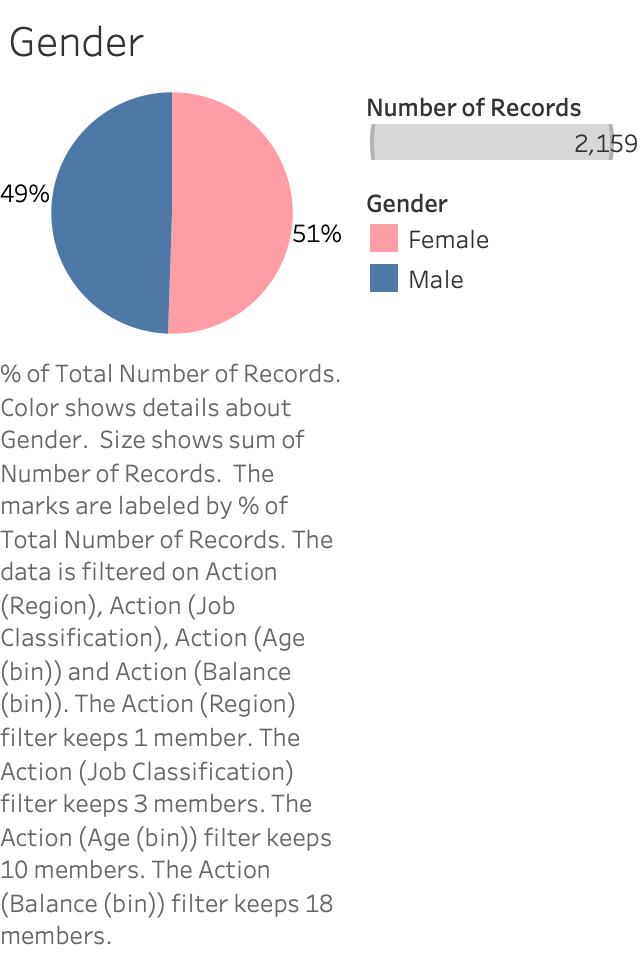 Gender
49%
51%
Number of Records
2,159
Gender
Female
Male
% of Total Number of Records.
Color shows details about
Gender.  Size shows sum of
Number of Records.  The
marks are labeled by % of
Total Number of Records. The
data is filtered on Action
(Region), Action (Job
Classification), Action (Age
(bin)) and Action (Balance
(bin)). The Action (Region)
filter keeps 1 member. The
Action (Job Classification)
filter keeps 3 members. The
Action (Age (bin)) filter keeps
10 members. The Action
(Balance (bin)) filter keeps 18
members.